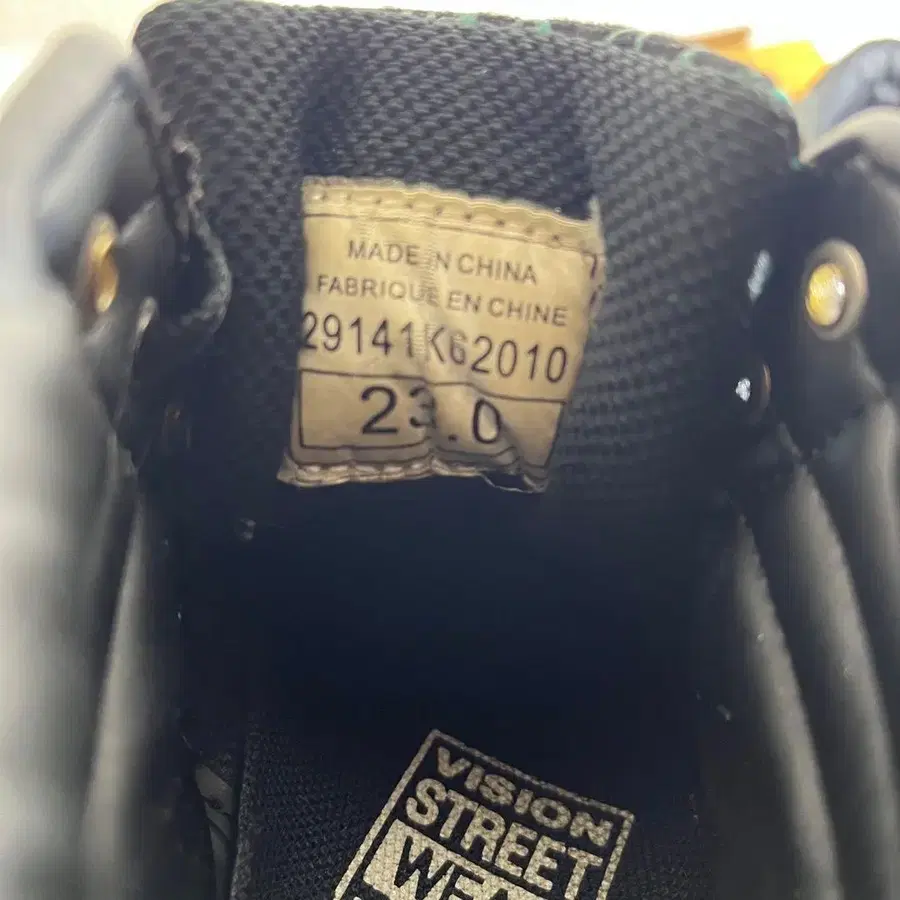 MADE IN CHINA
FABRIQUE EN CHINE
29141K62010
23.0
VISION
STREET